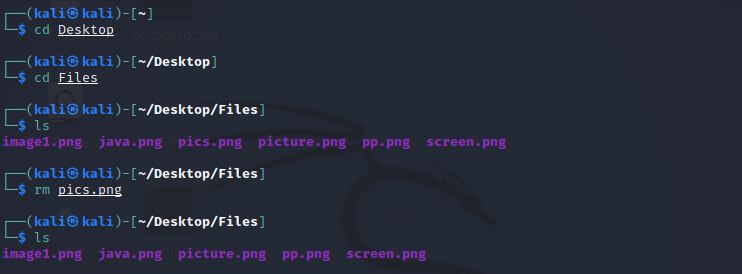 ┌──(kali㉿kali)-[~]
└─$ cd Desktop
keyboard.png
┌──(kali㉿kali)-[~/Desktop]
└─$ cd Files
┌──(kali㉿kali)-[~/Desktop/Files]
└─$ ls
image1.png  java.png  pics.png  picture.png  pp.png  screen.png
┌──(kali㉿kali)-[~/Desktop/Files]
└─$ rm pics.png
┌──(kali㉿kali)-[~/Desktop/Files]
└─$ ls
image1.png  java.png  picture.png  pp.png  screen.png